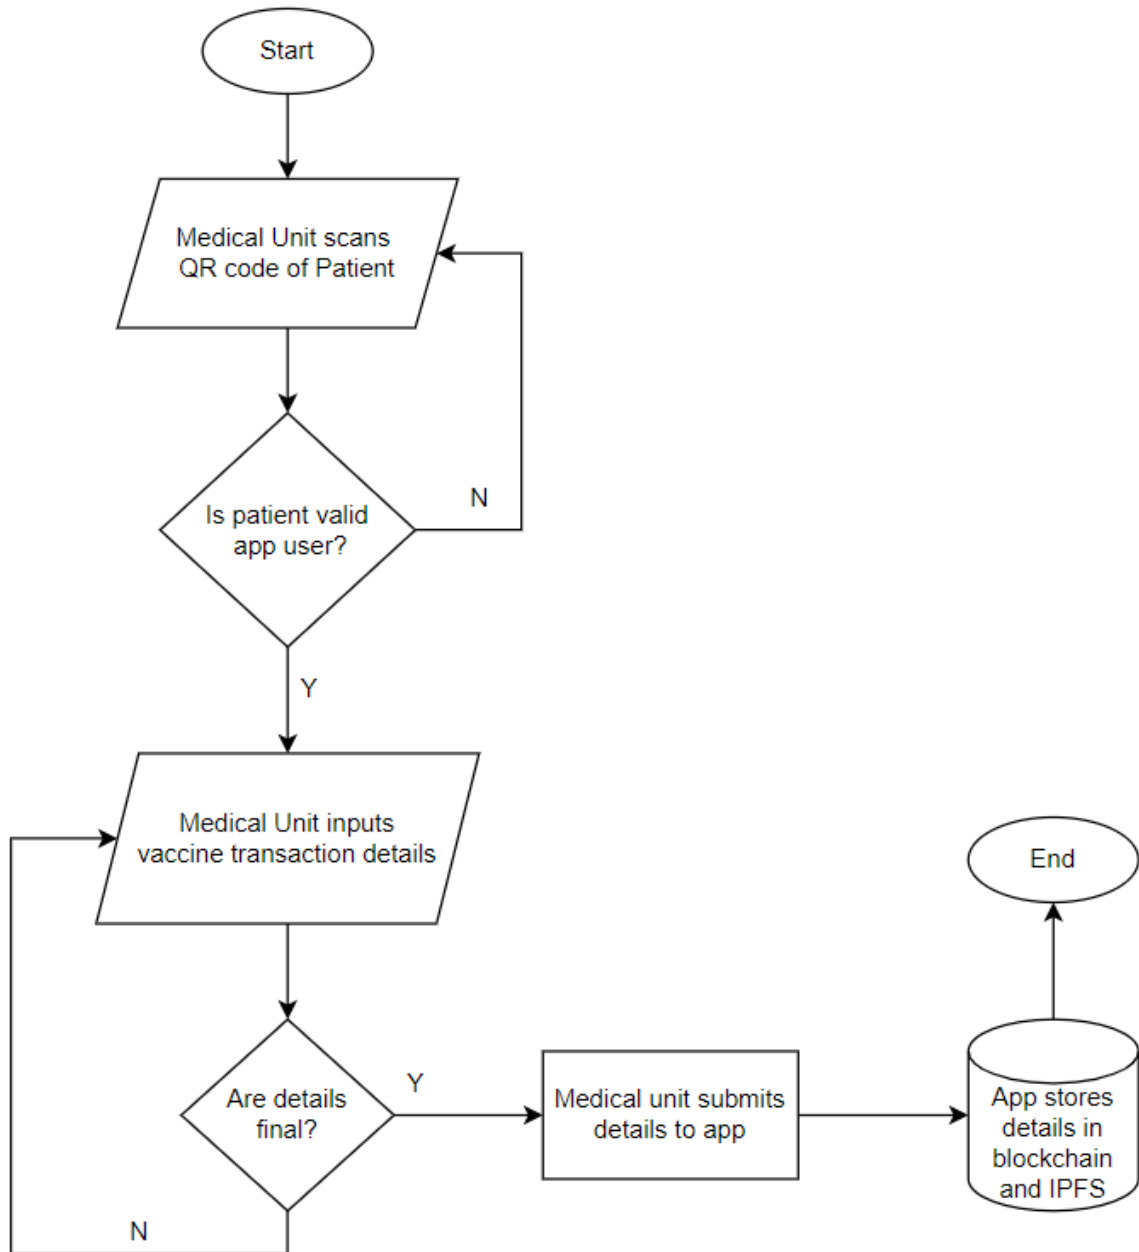 Start
Medical Unit scans
QR code of Patient
Is patient valid
app user?
N
Y
Medical Unit inputs
vaccine transaction details
Are details
final?
Y
N
Medical unit submits
details to app
App stores
details in
blockchain
and IPFS
End